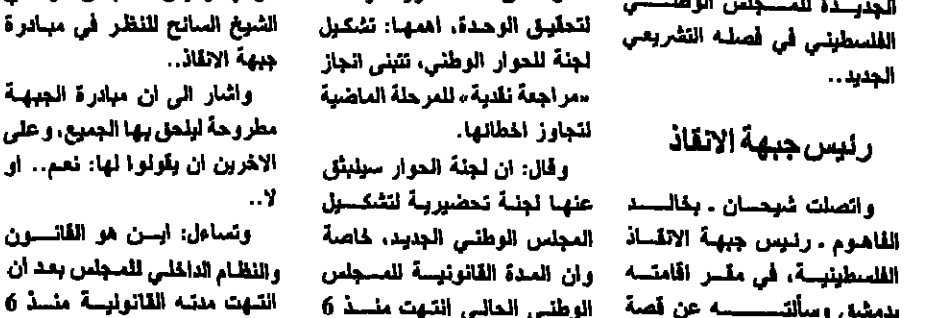 الجديدة للمجلس الوطني
الفلسطيني في فصله التشريعي
الجديد..
رئيس جبهة الانقاذ
واتصلت شيحان . بخالد
الفاهوم . رئيس جبهة الانقاذ
الفلسطينية، في مقر اقامته
بدمشق وسألته عن قصة
لتحقيق الوحدة، اهمها: تشكيل
لجنة للحوار الوطني، تتبنى انجاز
«مراجعة نقدية» للمرحلة الماضية
لتجاوز اخطائها.
وقال: ان لجنة الحوار سينبثق
عنها لجنة تحضيرية لتشكيل
المجلس الوطني الجديد، خاصة
وان المدة القانونية للمجلس
الوطني الحالي انتهت منذ 6
الشيخ السائح للنظر في مبادرة
جبهة الانقاذ..
واشار الى ان مبادرة الجبهة
مطروحة ليلحق بها الجميع، وعلى
الاخرين ان يقولوا لها: نعم.. او
لا..
وتساءل: اين هو القانون
والنظام الداخلي للمجلس بعد ان
انتهت مدته القانونية منذ 6